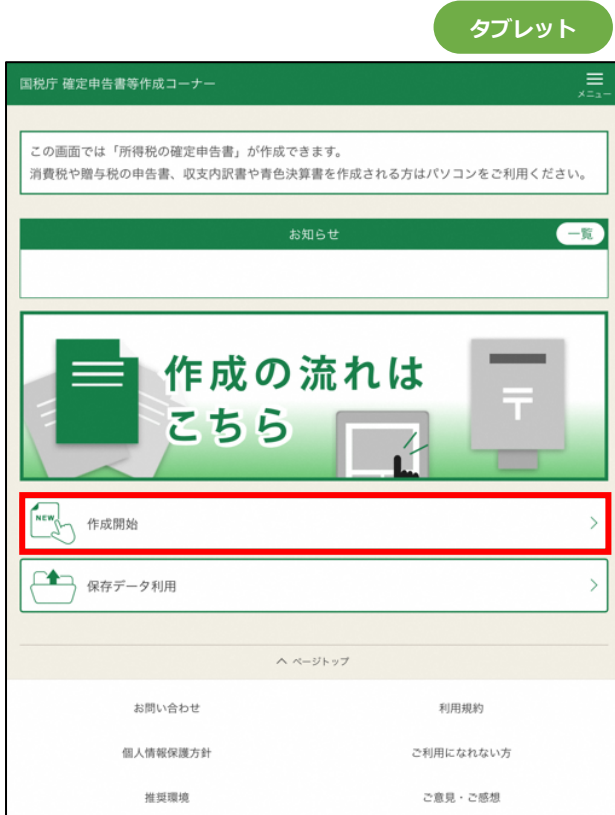 タブレット
国税庁 確定申告書等作成コーナー
メニュー
この画面では「所得税の確定申告書」が作成できます。
消費税や贈与税の申告書、収支内訳書や青色決算書を作成される方はパソコンをご利用ください。
お知らせ
一覧
作成の流れは
こちら
〒
NEW
作成開始
保存データ利用
ページトップ
お問い合わせ
利用規約
個人情報保護方針
ご利用になれない方
推奨環境
ご意見・ご感想